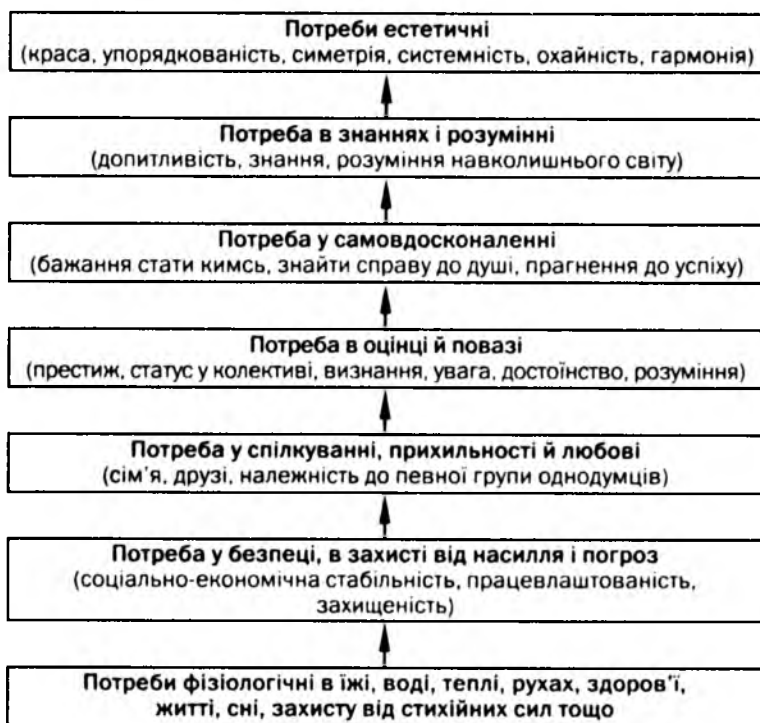 Потреби естетичні
(краса, упорядкованість, симетрія, системність, охайність, гармонія)
Потреба в знаннях і розумінні
(допитливість, знання, розуміння навколишнього світу)
Потреба у самовдосконаленні
(бажання стати кимсь, знайти справу до душі, прагнення до успіху)
Потреба в оцінці й повазі
(престиж, статус у колективі, визнання, увага, достоїнство, розуміння)
Потреба у спілкуванні, прихильності й любові
(сім'я, друзі, належність до певної групи однодумців)
Потреба у безпеці, в захисті від насилля і погроз
(соціально-економічна стабільність, працевлаштованість,
захищеність)
Потреби фізіологічні в їжі, воді, теплі, рухах, здоров'ї,
житті, сні, захисту від стихійних сил тощо